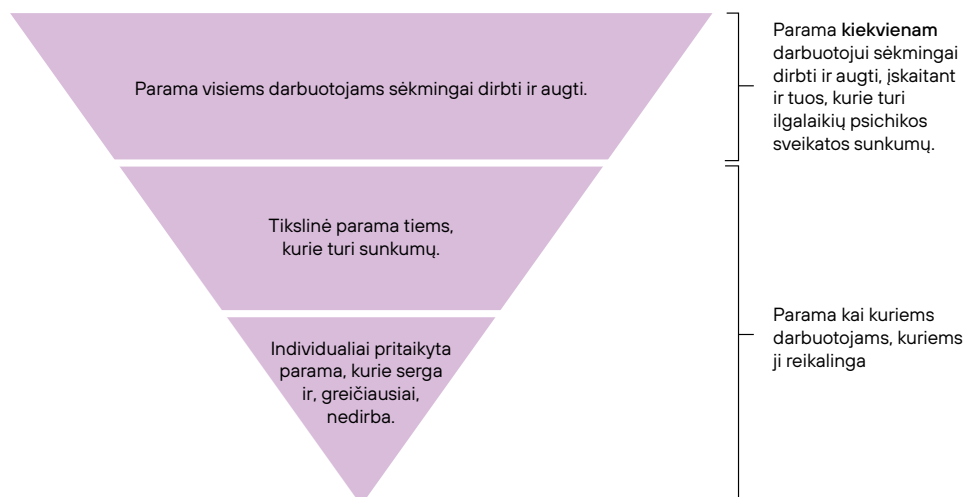 Parama visiems darbuotojams sėkmingai dirbti ir augti.
Parama kiekvienam
darbuotojui sėkmingai
dirbti ir augti, įskaitant
ir tuos, kurie turi
ilgalaikių psichikos
sveikatos sunkumų.
Tikslinė parama tiems,
kurie turi sunkumų.
Individualiai pritaikyta
parama, kurie serga
ir, greičiausiai,
nedirba.
Parama kai kuriems
darbuotojams, kuriems
ji reikalinga